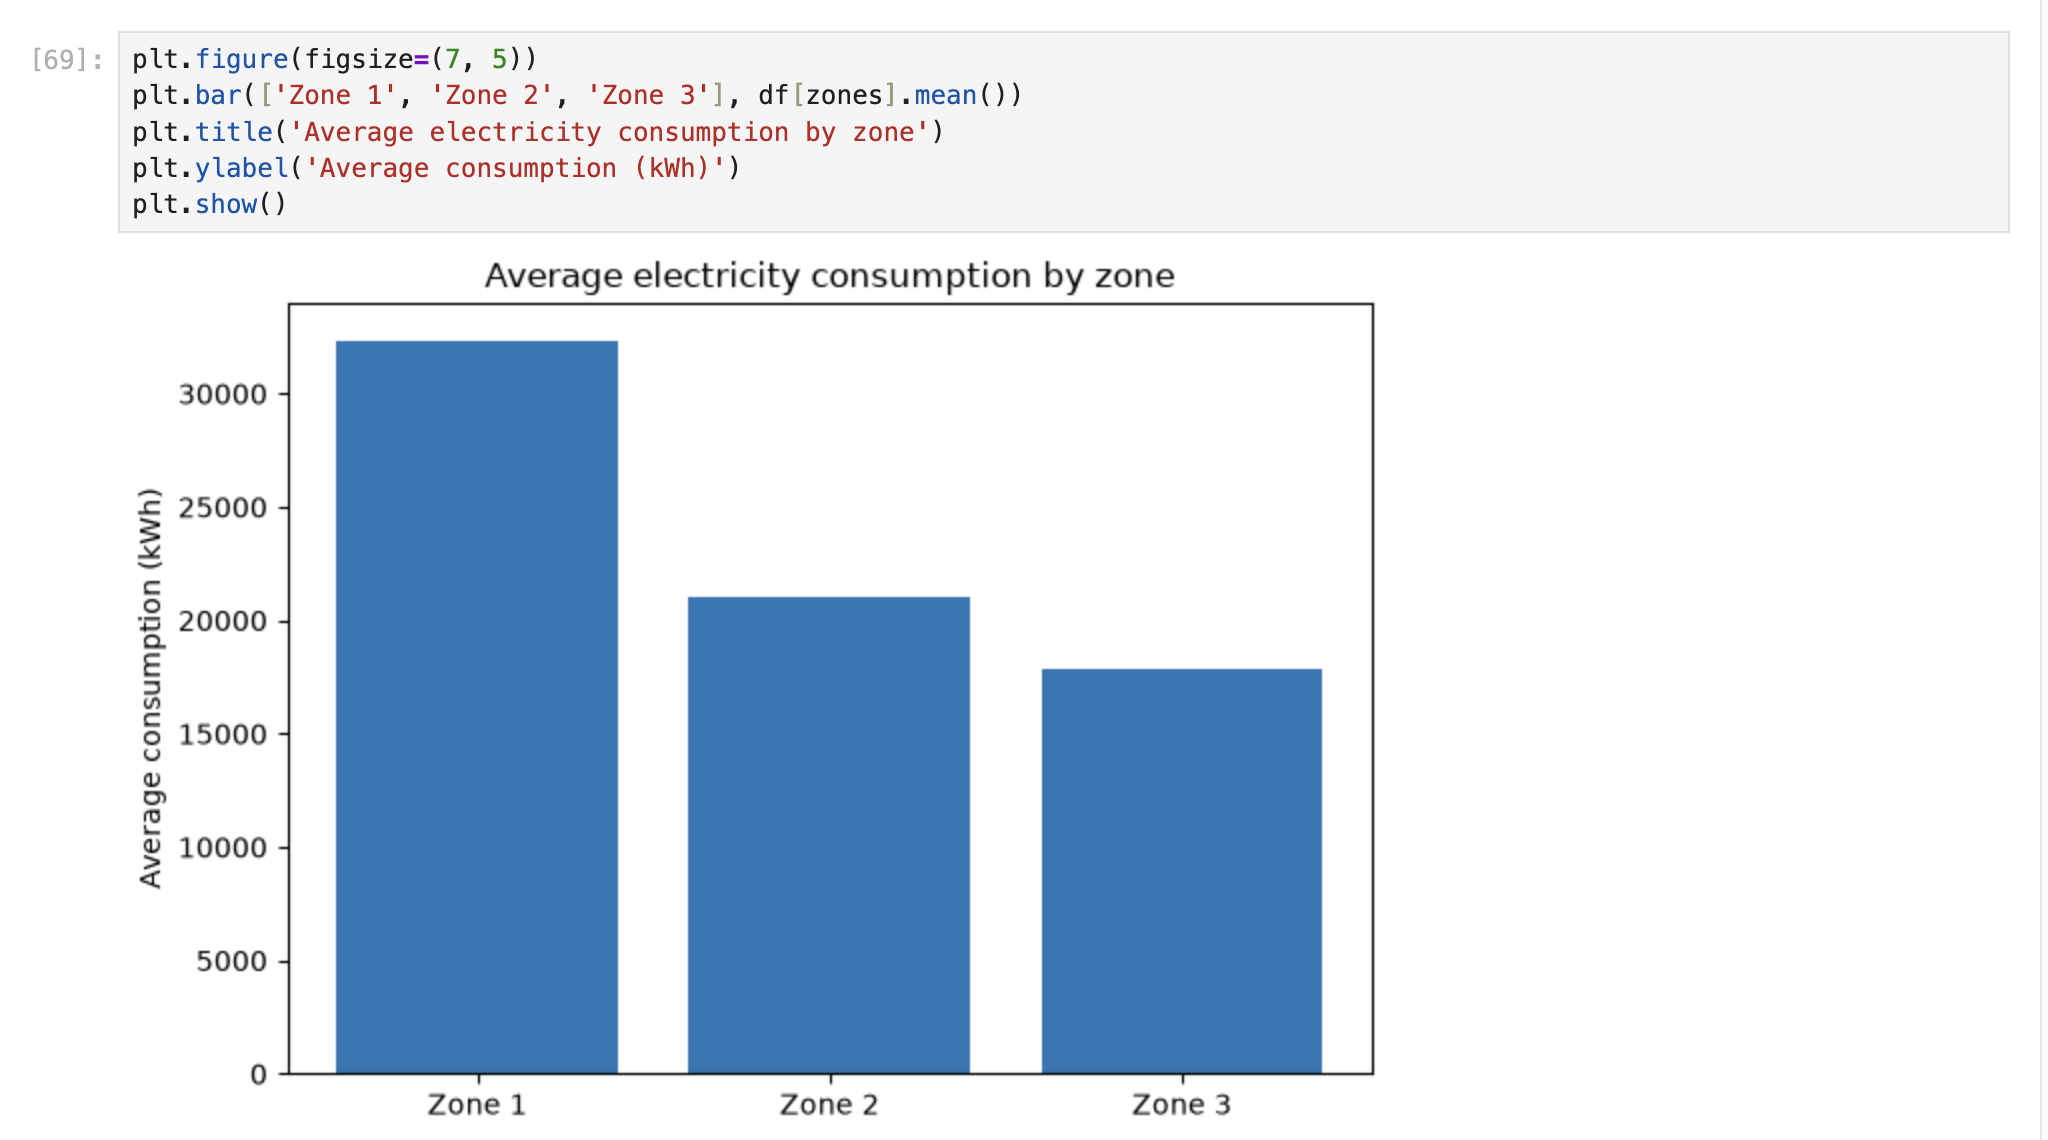 [69]:
plt.figure(figsize=(7, 5))
plt.bar(['Zone 1', 'Zone 2', 'Zone 3'], df[zones].mean())
plt.title('Average electricity consumption by zone')
plt.ylabel('Average consumption (kWh)')
plt.show()
Average electricity consumption by zone
Average consumption (kWh)
30000
25000
20000
15000
10000
5000
0
Zone 1
Zone 2
Zone 3